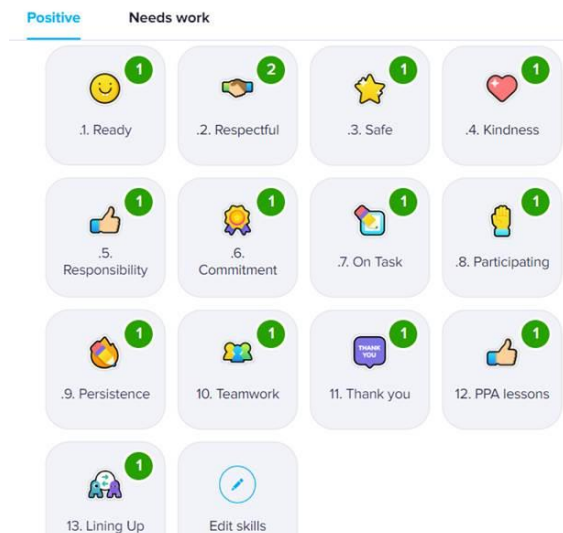 Positive Needs work
1 2 1 1
.1. Ready .2. Respectful .3. Safe .4. Kindness
1 1 1 1
.5. Responsibility .6. Commitment .7. On Task .8. Participating
1 1 THANK YOU 1 1
.9. Persistence 10. Teamwork 11. Thank you 12. PPA lessons
1
13. Lining Up Edit skills